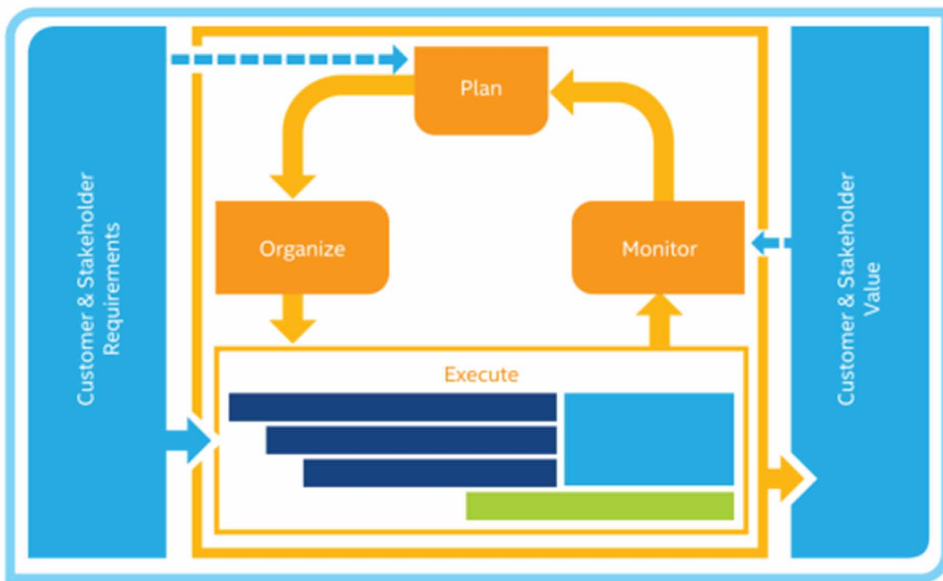 Customer & Stakeholder
Requirements
Plan
Organize
Monitor
Execute
Customer & Stakeholder
Value